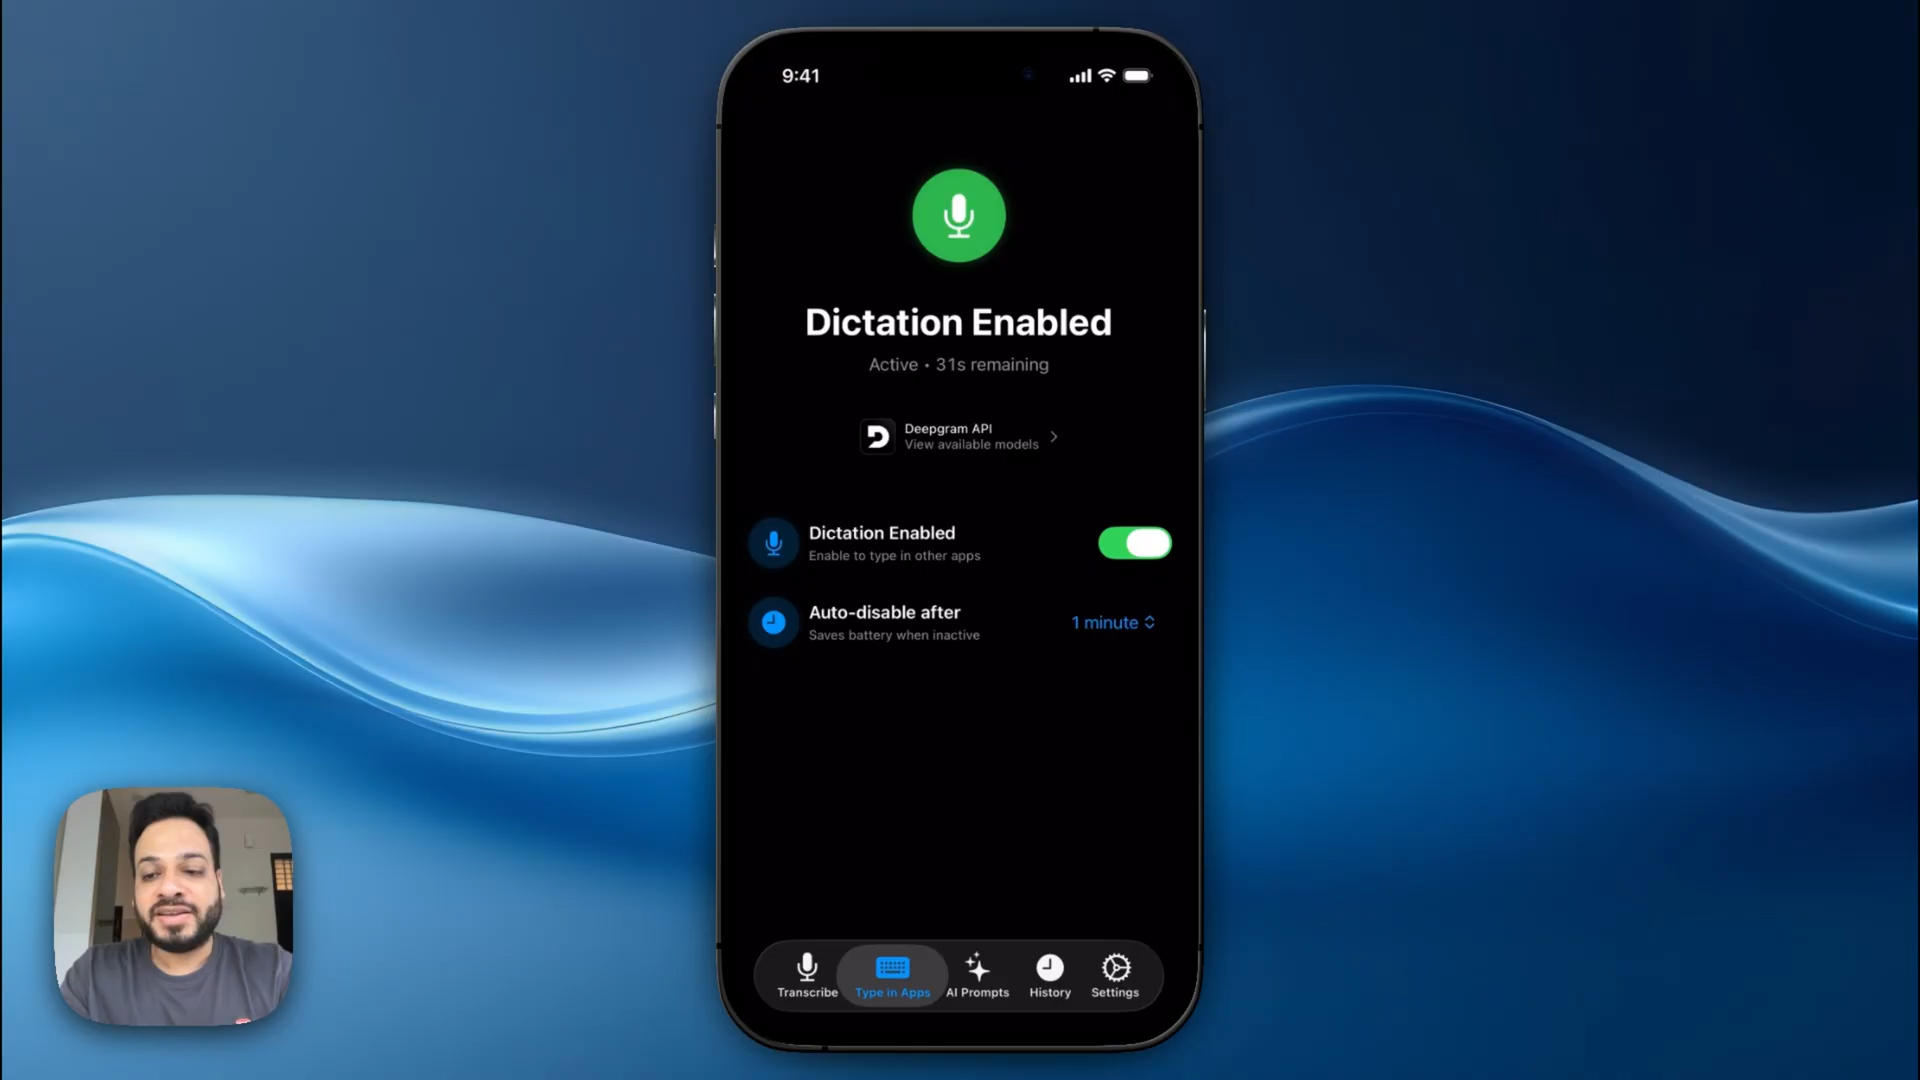 9:41
Dictation Enabled
Active • 31s remaining
Deepgram API
View available models
Dictation Enabled
Enable to type in other apps
Auto-disable after
Saves battery when inactive
1 minute
Transcribe
Type in Apps
AI Prompts
History
Settings